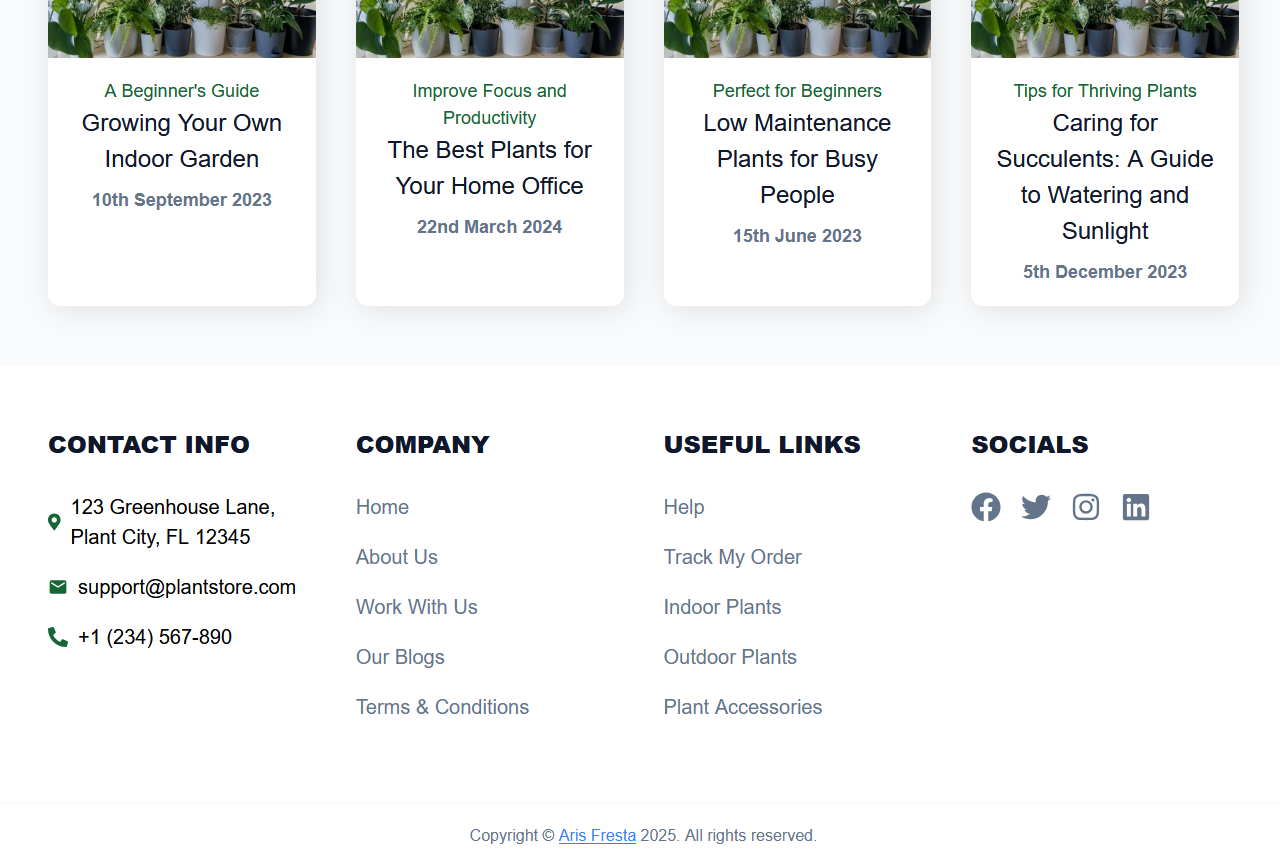 A Beginner's Guide
Growing Your Own
Indoor Garden
10th September 2023
Improve Focus and
Productivity
The Best Plants for
Your Home Office
22nd March 2024
Perfect for Beginners
Low Maintenance
Plants for Busy
People
15th June 2023
Tips for Thriving Plants
Caring for
Succulents: A Guide
to Watering and
Sunlight
5th December 2023
CONTACT INFO
123 Greenhouse Lane,
Plant City, FL 12345
support@plantstore.com
+1 (234) 567-890
COMPANY
Home
About Us
Work With Us
Our Blogs
Terms & Conditions
USEFUL LINKS
Help
Track My Order
Indoor Plants
Outdoor Plants
Plant Accessories
SOCIALS
Copyright © Aris Fresta 2025. All rights reserved.